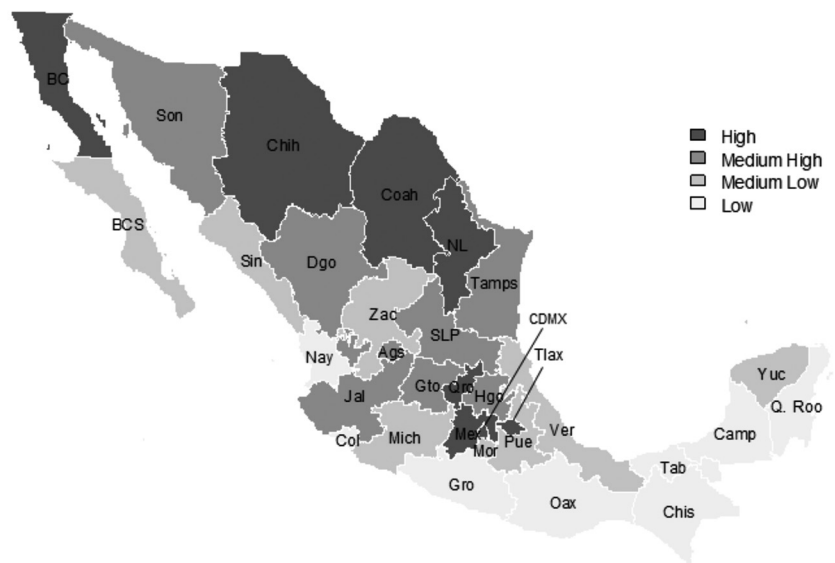 BC
Son
Chih
Coah
High
Medium High
Medium Low
Low
BCS
Sin
Dgo
NL
Tamps
Zac
SLP
CDMX
Tlax
Nay
Ags
Jal
Gto
Qro
Hgo
Yuc
Q. Roo
Col
Mich
Mex
Mor
Pue
Ver
Camp
Tab
Gro
Oax
Chis